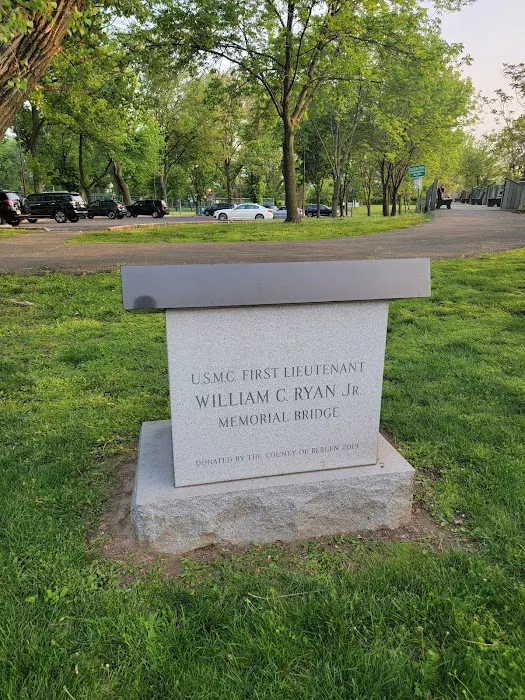 U.S.M.C. FIRST LIEUTENANT
WILLIAM C. RYAN JR.
MEMORIAL BRIDGE
DONATED BY THE COUNTY OF BERGEN 2019